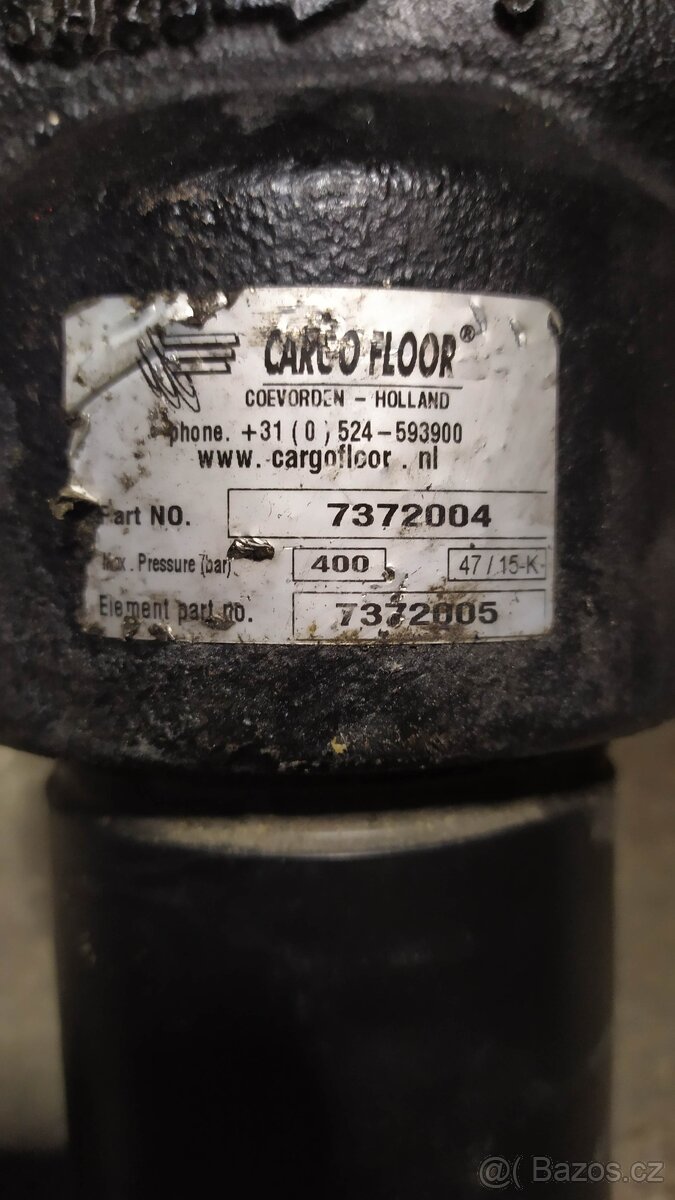 CARGO FLOOR®
COEVORDEN - HOLLAND
phone. +31 (0) 524-593900
www.cargofloor.nl
Part NO. 7372004
Max. Pressure (bar) 400 47/15-K
Element part no. 7372005
@( Bazos.cz